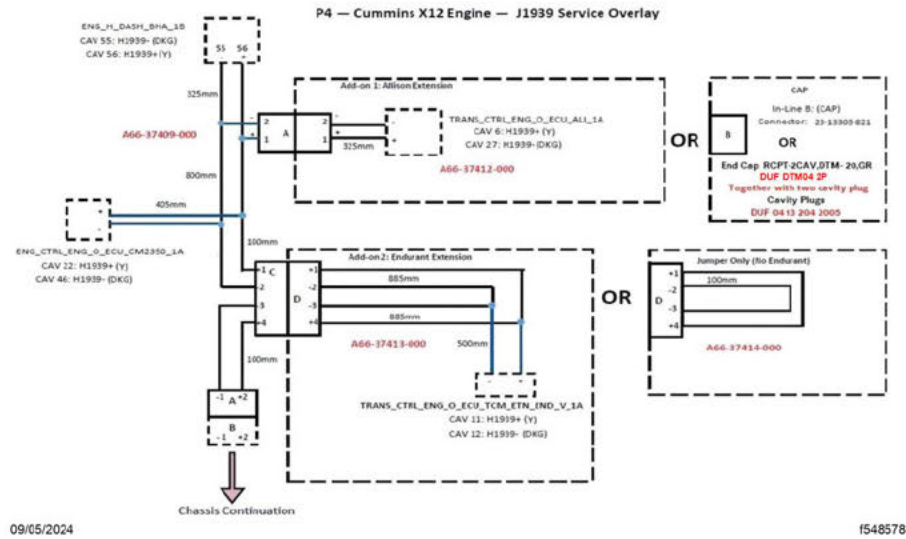 P4 — Cummins X12 Engine — J1939 Service Overlay
ENG_H_DASH_BHA_1B
CAV 55: H1939- (DKG)
CAV 56: H1939+ (Y)
55 56
- +
325mm
A66-37409-000
800mm
405mm
+
-
ENG_CTRL_ENG_O_ECU_CM2350_1A
CAV 22: H1939+ (Y)
CAV 46: H1939- (DKG)
Add-on 1: Allison Extension
- 2 A 2 -
+ 1 1 +
-
+
325mm
TRANS_CTRL_ENG_O_ECU_ALI_1A
CAV 6: H1939+ (Y)
CAV 27: H1939-(DKG)
A66-37412-000
OR
CAP
In-Line B: (CAP)
Connector: 23-13303-821
B
OR
End Cap RCPT-2CAV,DTM- 20,GR
DUF DTM04 2P
Together with two cavity plug
Cavity Plugs
DUF 0413 204 2005
100mm
+1 C
-2
-3
+4
D
+1
-2
-3
+4
Add-on2: Endurant Extension
885mm
885mm
A66-37413-000
500mm
- +
TRANS_CTRL_ENG_O_ECU_TCM_ETN_END_V_1A
CAV 11: H1939+ (Y)
CAV 12: H1939- (DKG)
OR
Jumper Only (No Endurant)
D
+1
-2
-3
+4
100mm
A66-37414-000
100mm
-1 A +2
B
-1 +2
Chassis Continuation
09/05/2024
f548578